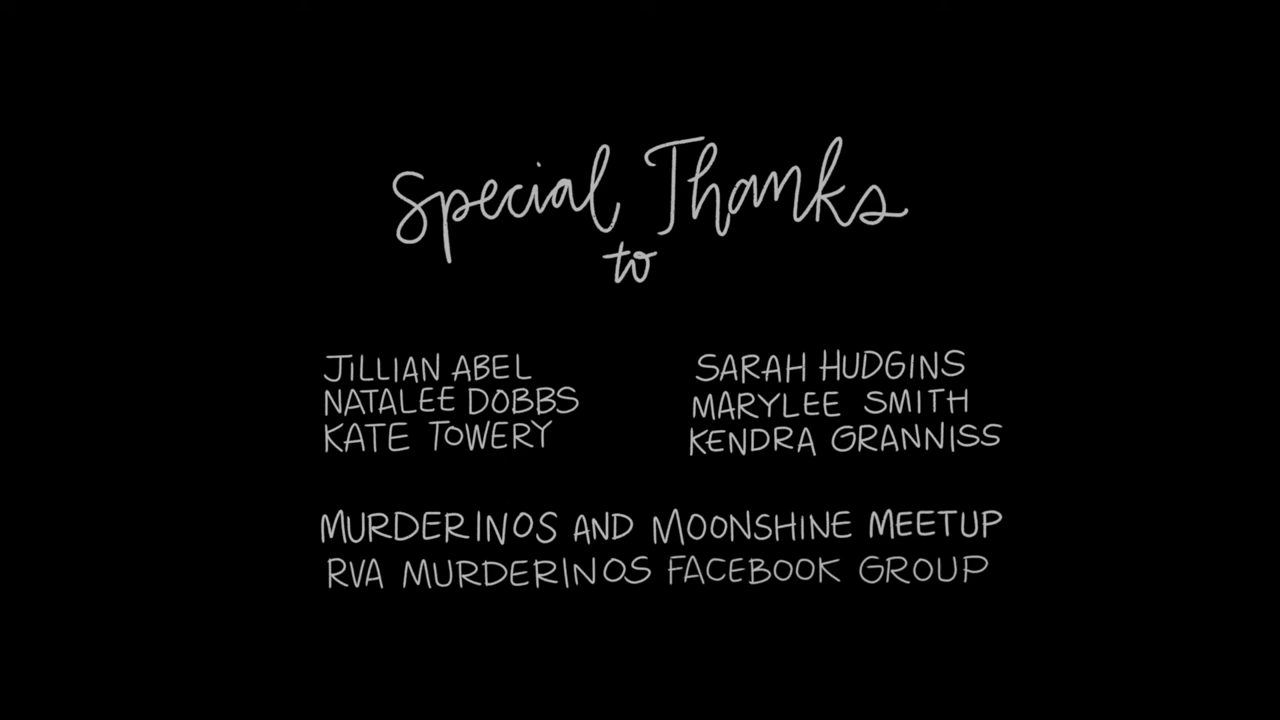 Special Thanks
to
JILLIAN ABEL
NATALEE DOBBS
KATE TOWERY
SARAH HUDGINS
MARYLEE SMITH
KENDRA GRANNISS
MURDERINOS AND MOONSHINE MEETUP
RVA MURDERINOS FACEBOOK GROUP